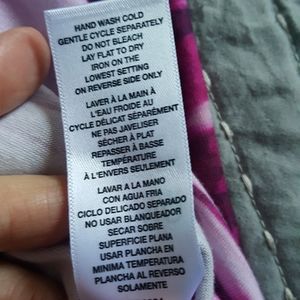 HAND WASH COLD
GENTLE CYCLE SEPARATELY
DO NOT BLEACH
LAY FLAT TO DRY
IRON ON THE
LOWEST SETTING
ON REVERSE SIDE ONLY
LAVER À LA MAIN À
L'EAU FROIDE AU
CYCLE DÉLICAT SÉPARÉMENT
NE PAS JAVELISER
SÉCHER À PLAT
REPASSER À BASSE
TEMPÉRATURE
À L'ENVERS SEULEMENT
LAVAR A LA MANO
CON AGUA FRIA
CICLO DELICADO SEPARADO
NO USAR BLANQUEADOR
SECAR SOBRE
SUPERFICIE PLANA
USAR PLANCHA EN
MINIMA TEMPERATURA
PLANCHA AL REVERSO
SOLAMENTE